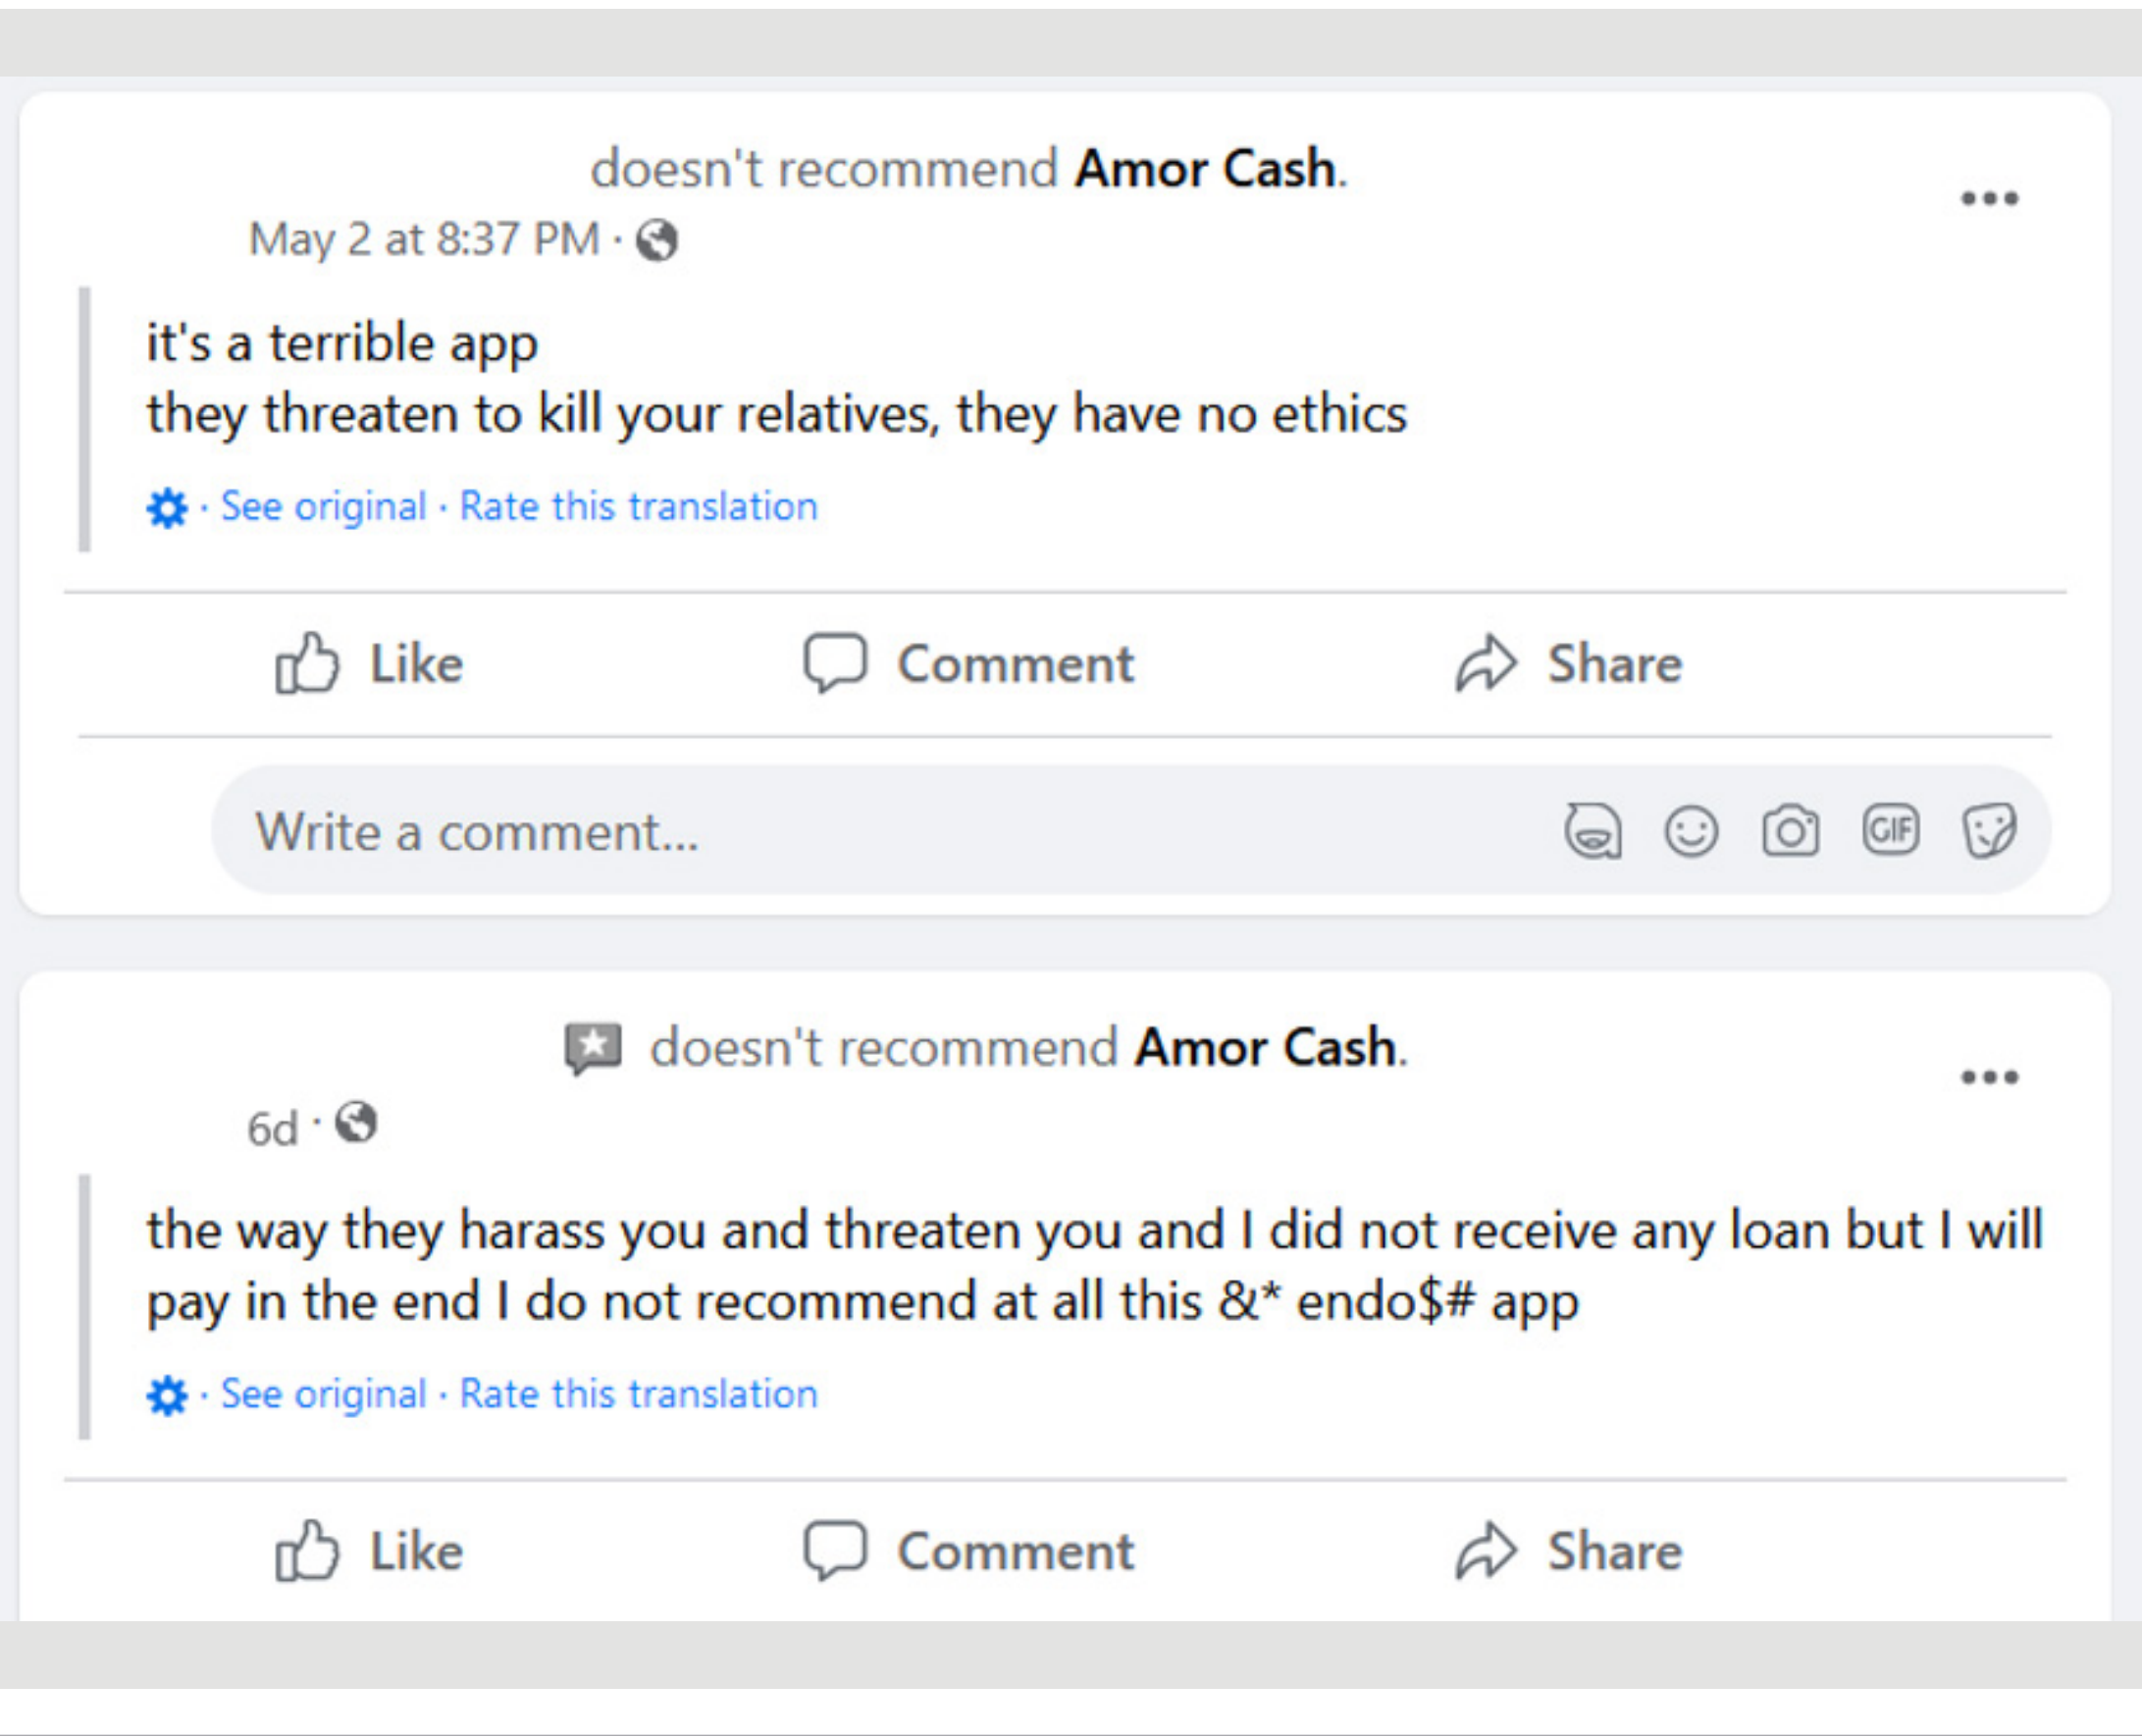 doesn't recommend Amor Cash.
May 2 at 8:37 PM ·
it's a terrible app
they threaten to kill your relatives, they have no ethics
· See original · Rate this translation
Like Comment Share
Write a comment... GIF
doesn't recommend Amor Cash.
6d ·
the way they harass you and threaten you and I did not receive any loan but I will
pay in the end I do not recommend at all this &* endo$# app
· See original · Rate this translation
Like Comment Share